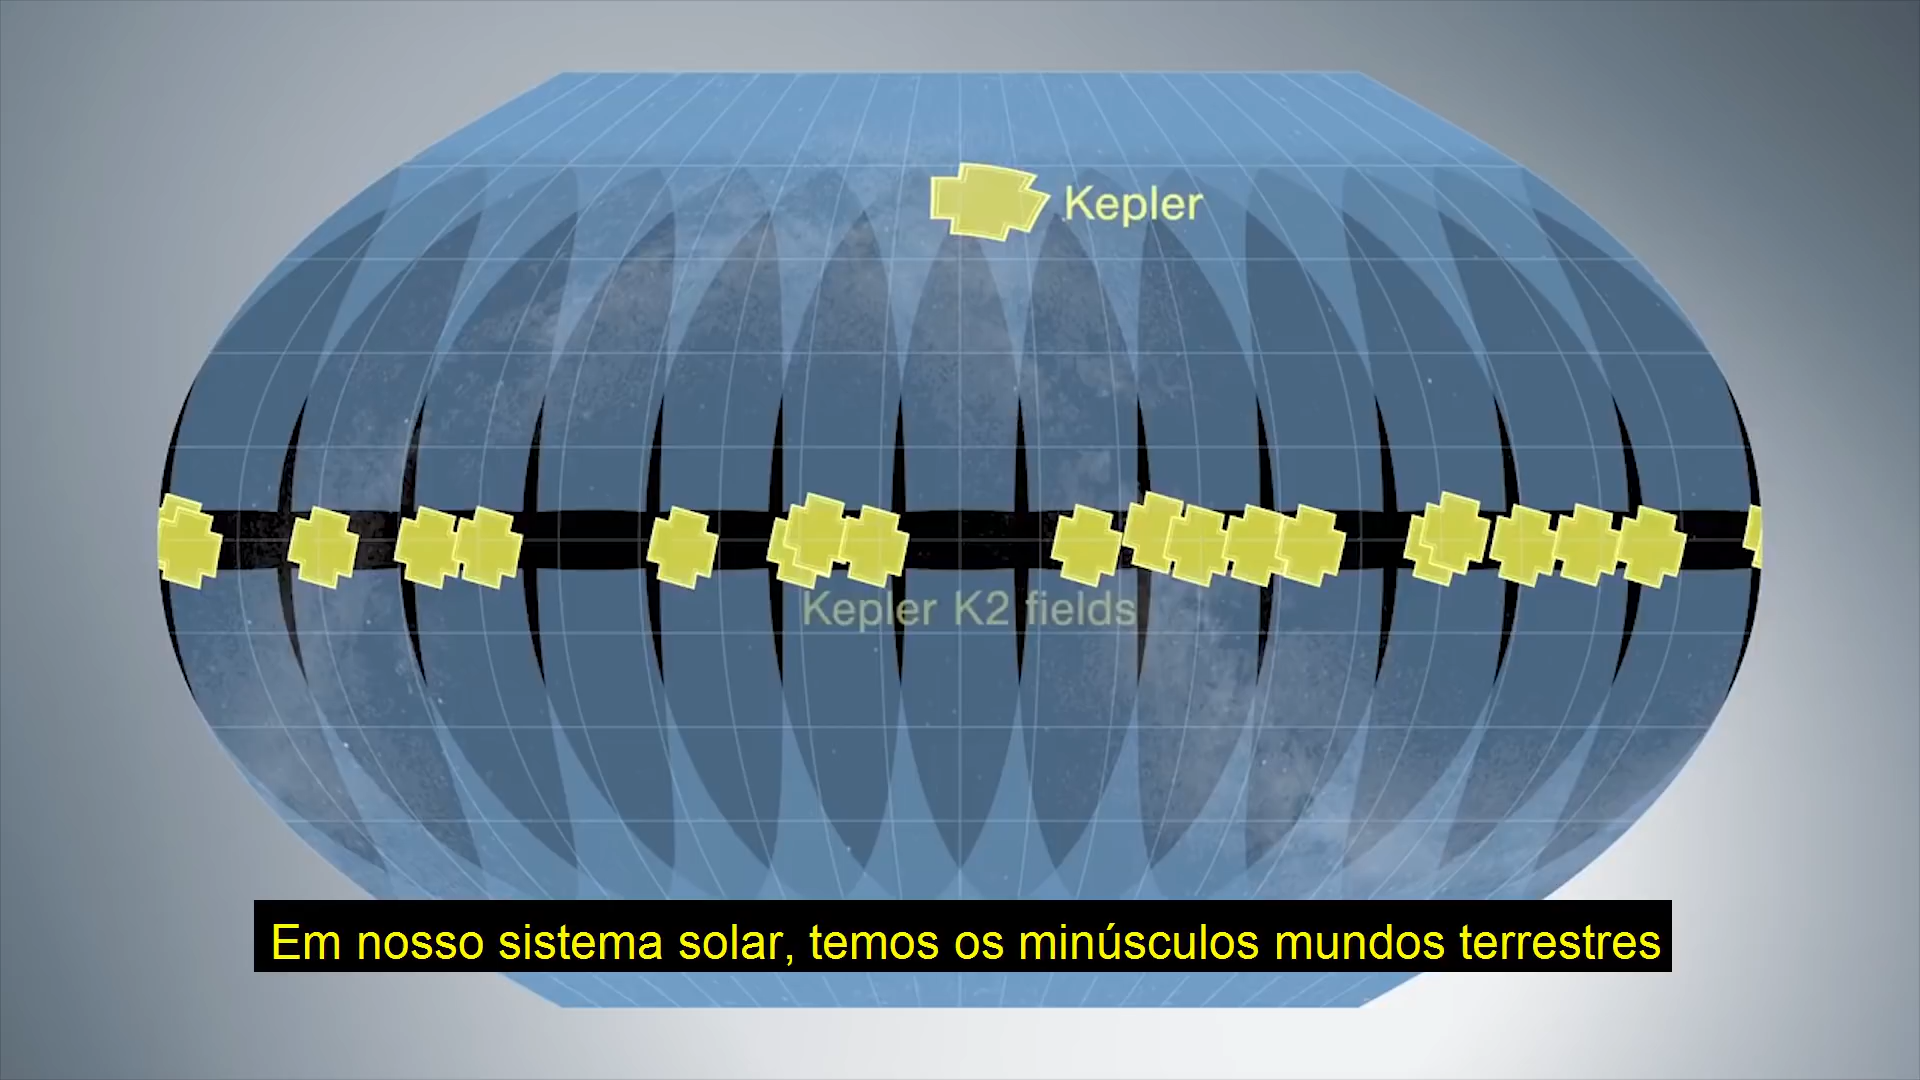 Kepler
Kepler K2 fields
Em nosso sistema solar, temos os minúsculos mundos terrestres